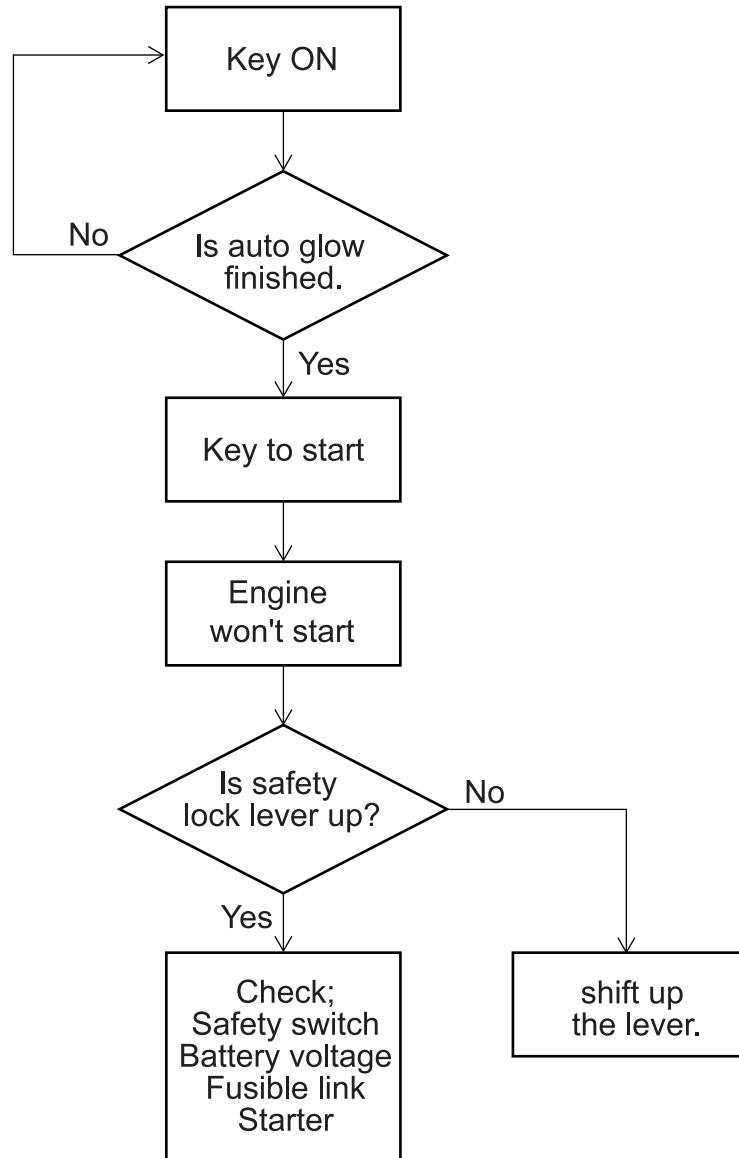 Key ON
No
Is auto glow
finished.
Yes
Key to start
Engine
won't start
Is safety
lock lever up?
No
Yes
Check;
Safety switch
Battery voltage
Fusible link
Starter
shift up
the lever.